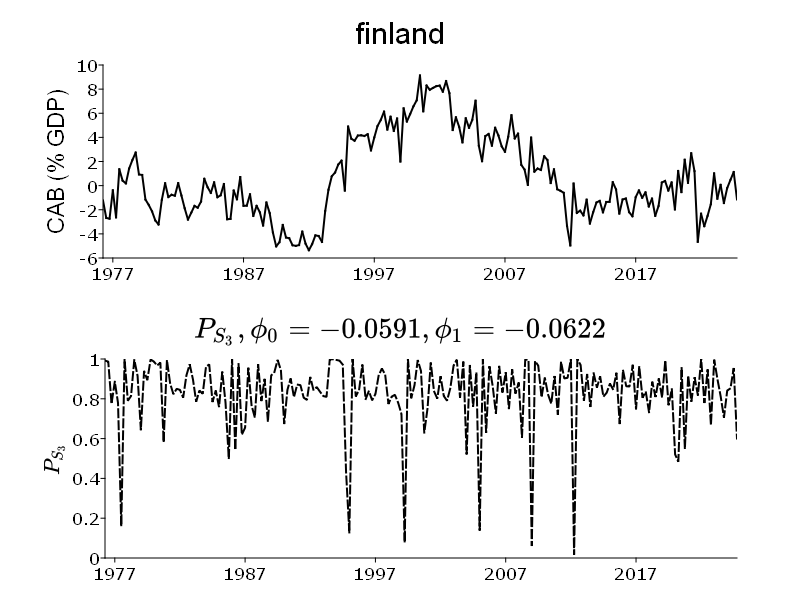 finland
CAB (% GDP)
10
8
6
4
2
0
-2
-4
-6
1977 1987 1997 2007 2017
P_{S_3}, ϕ_0 = −0.0591, ϕ_1 = −0.0622
P_{S_3}
1
0.8
0.6
0.4
0.2
0
1977 1987 1997 2007 2017